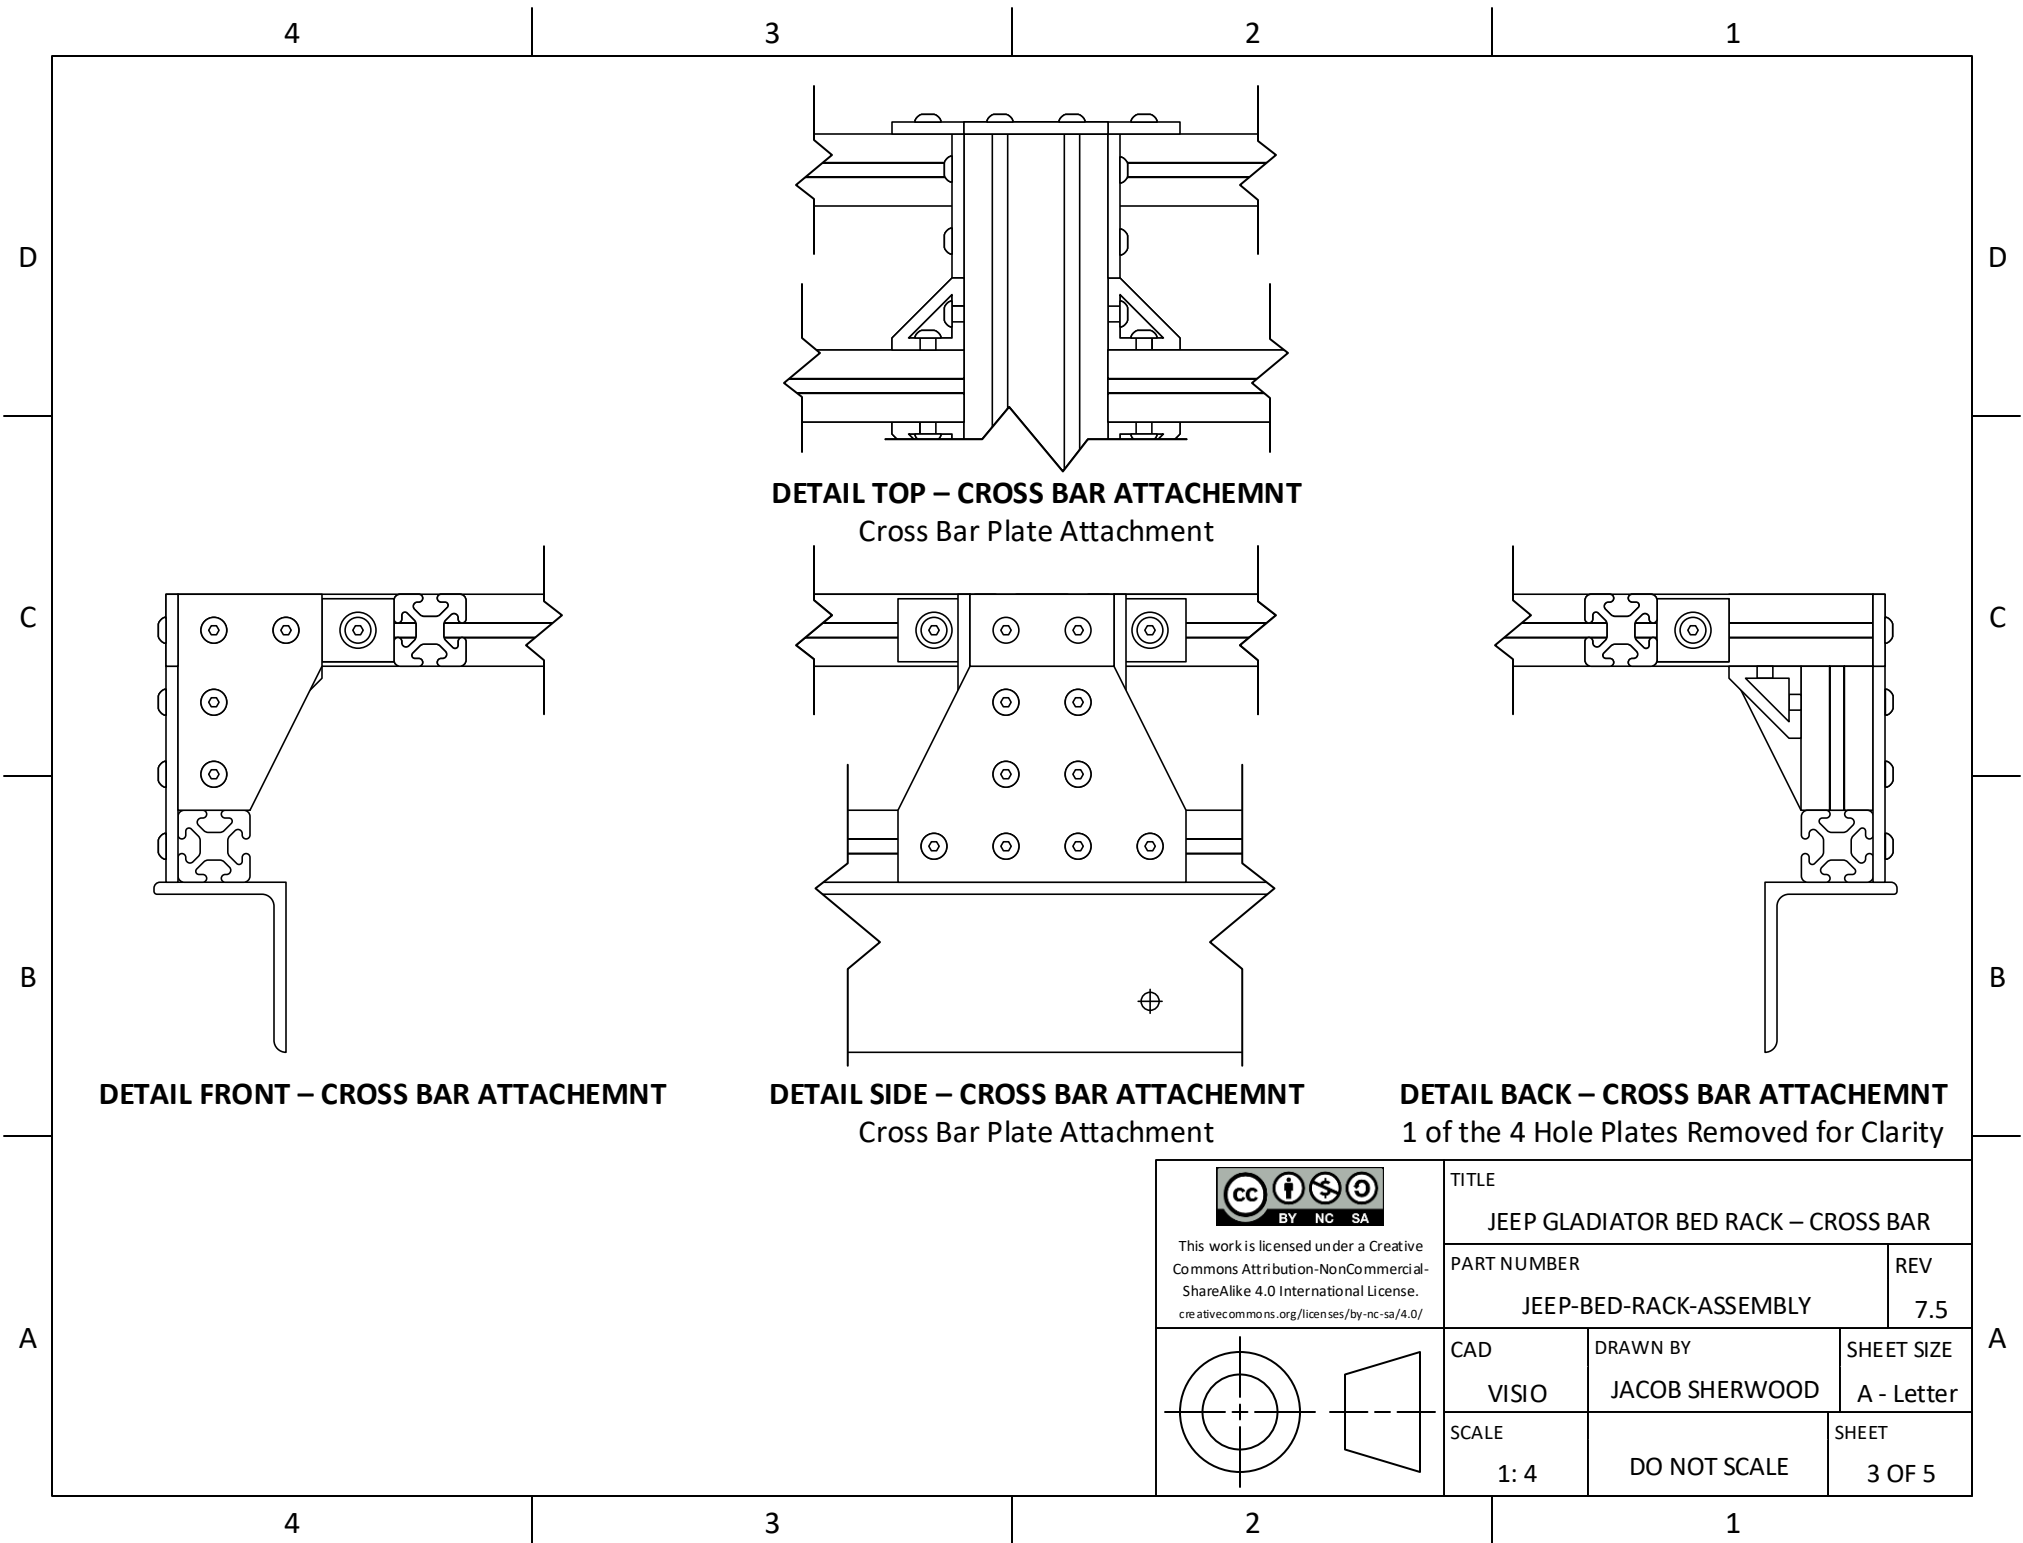 4 3 2 1
D D
DETAIL TOP – CROSS BAR ATTACHEMNT
Cross Bar Plate Attachment
C C
B B
DETAIL FRONT – CROSS BAR ATTACHEMNT
DETAIL SIDE – CROSS BAR ATTACHEMNT
Cross Bar Plate Attachment
DETAIL BACK – CROSS BAR ATTACHEMNT
1 of the 4 Hole Plates Removed for Clarity
cc
BY NC SA
This work is licensed under a Creative
Commons Attribution-NonCommercial-
ShareAlike 4.0 International License.
creativecommons.org/licenses/by-nc-sa/4.0/
TITLE
JEEP GLADIATOR BED RACK – CROSS BAR
PART NUMBER
JEEP-BED-RACK-ASSEMBLY
REV
7.5
A A
CAD
VISIO
DRAWN BY
JACOB SHERWOOD
SHEET SIZE
A - Letter
SCALE
1: 4
DO NOT SCALE
SHEET
3 OF 5
4 3 2 1